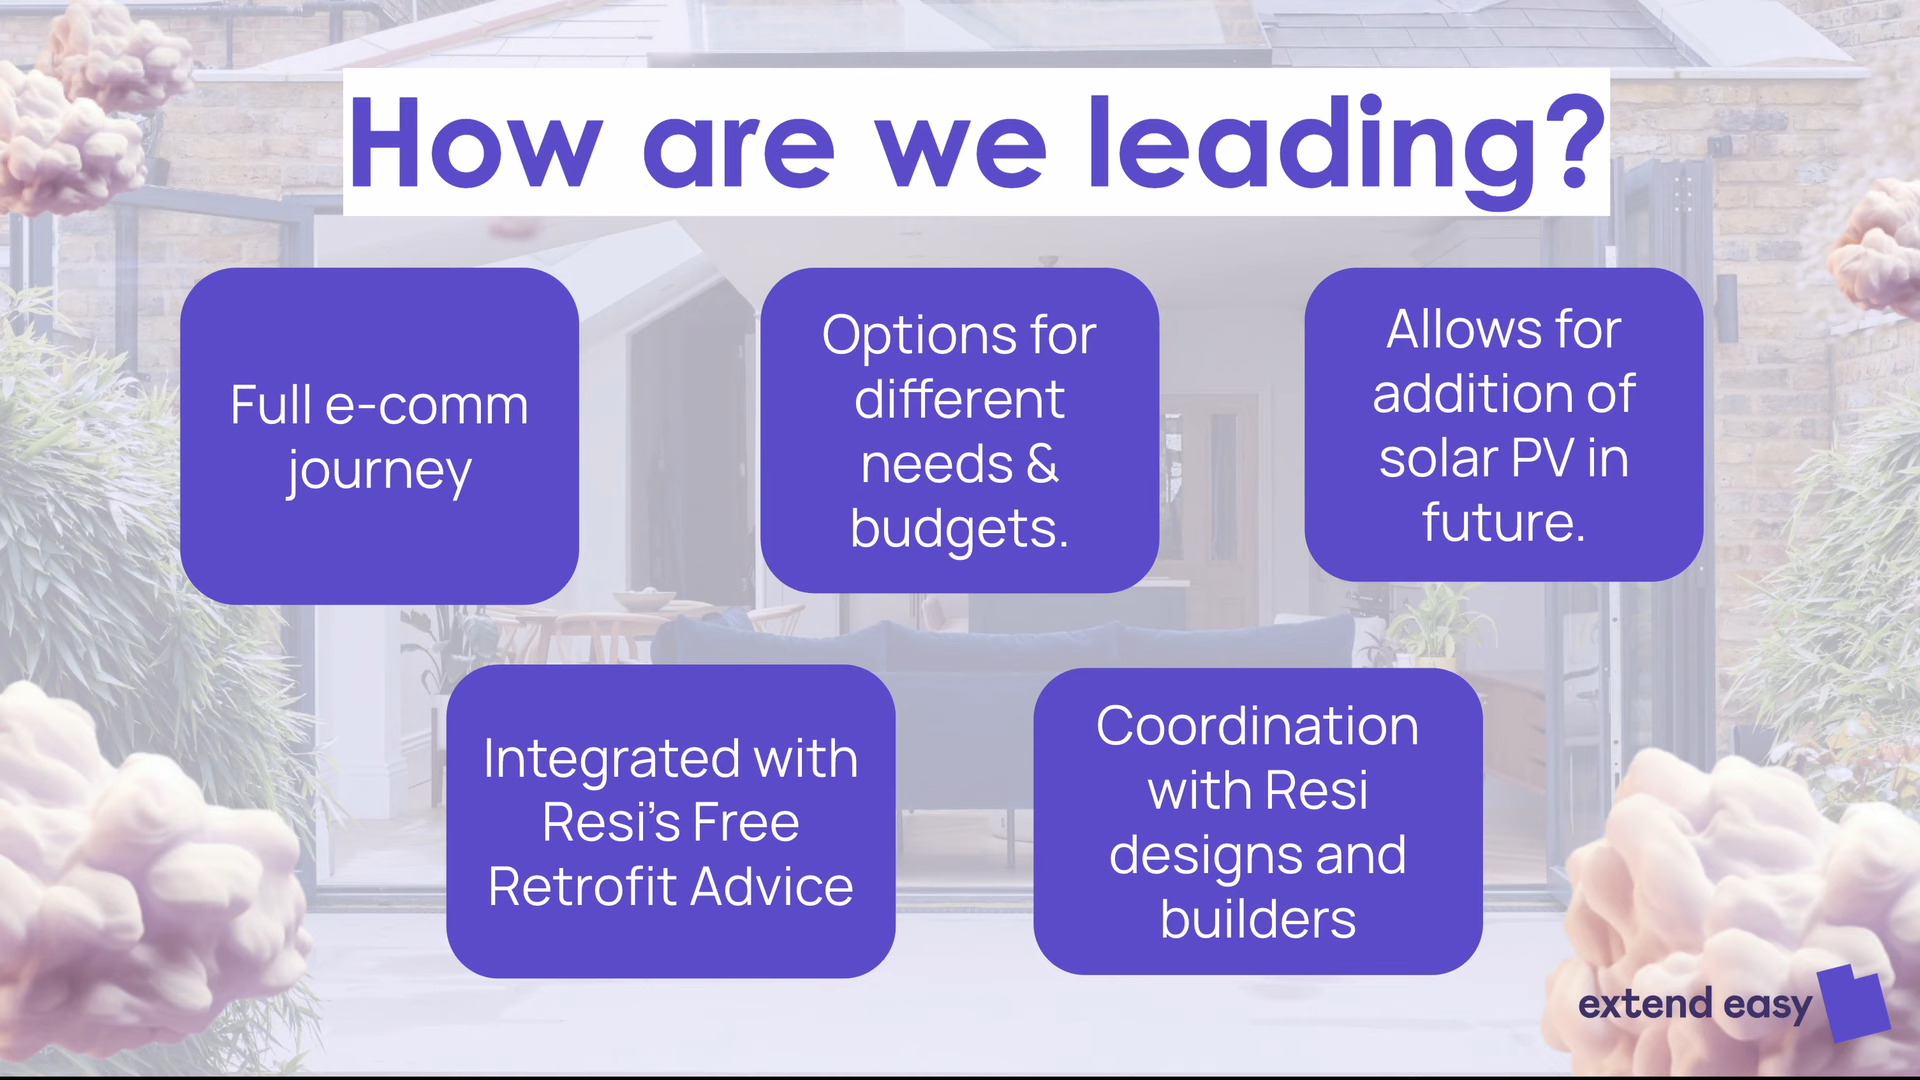 How are we leading?
Full e-comm
journey
Options for
different
needs &
budgets.
Allows for
addition of
solar PV in
future.
Integrated with
Resi’s Free
Retrofit Advice
Coordination
with Resi
designs and
builders
extend easy